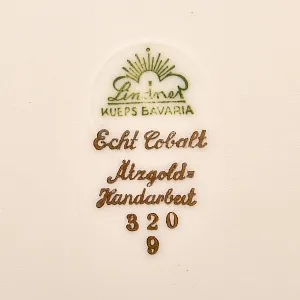 Lindner
KUEPS BAVARIA
Echt Cobalt
Ätzgold=
Handarbeit
320
9